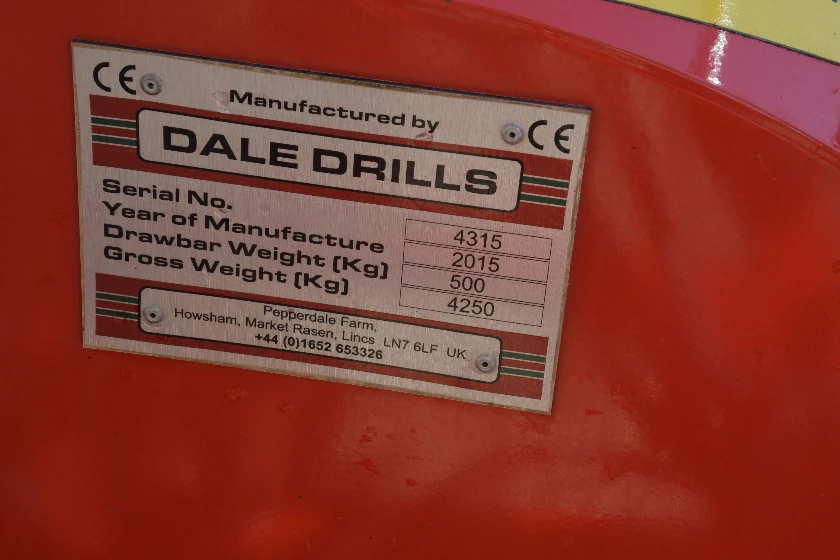 CE CE
Manufactured by
DALE DRILLS
Serial No. 4315
Year of Manufacture 2015
Drawbar Weight (Kg) 500
Gross Weight (Kg) 4250
Pepperdale Farm,
Howsham, Market Rasen, Lincs LN7 6LF UK
+44 (0)1652 653326